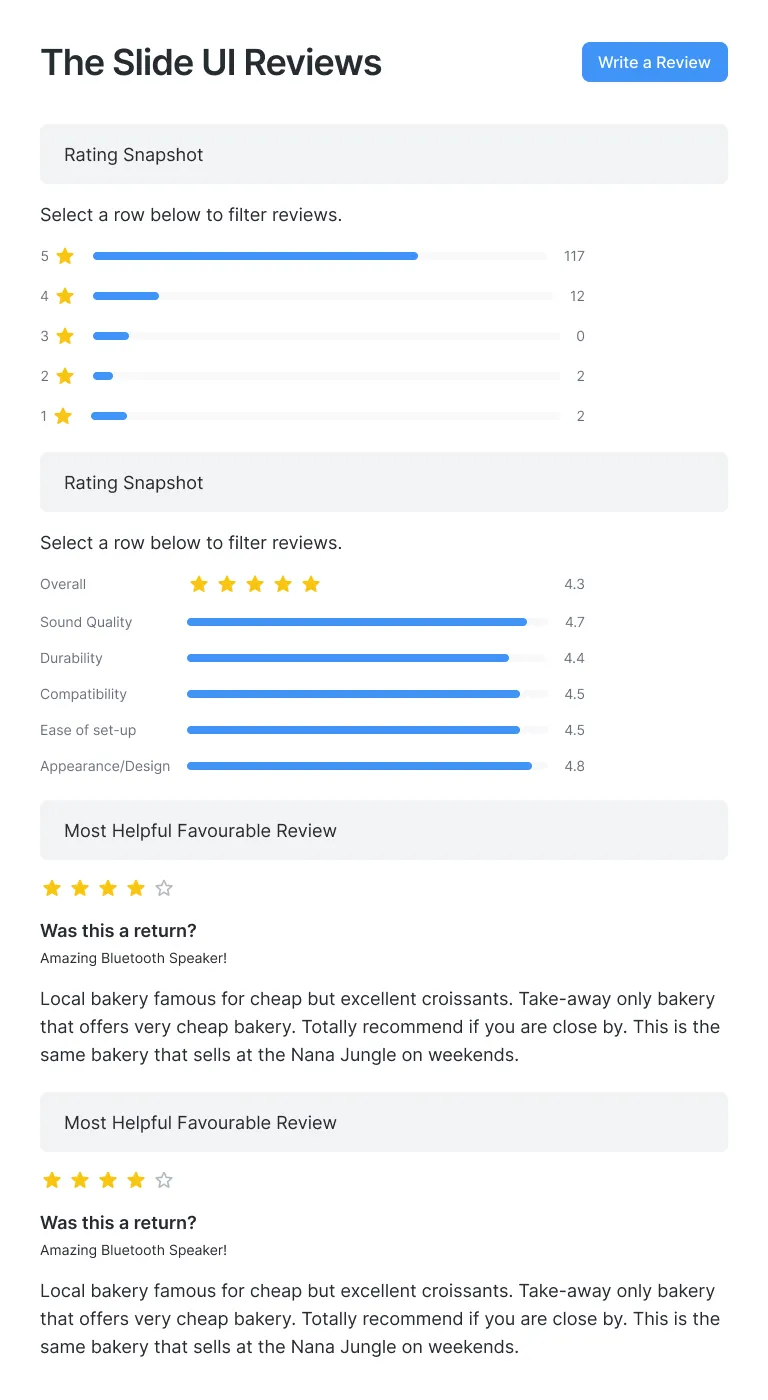 The Slide UI Reviews
Write a Review
Rating Snapshot
Select a row below to filter reviews.
5 117
4 12
3 0
2 2
1 2
Rating Snapshot
Select a row below to filter reviews.
Overall 4.3
Sound Quality 4.7
Durability 4.4
Compatibility 4.5
Ease of set-up 4.5
Appearance/Design 4.8
Most Helpful Favourable Review
Was this a return?
Amazing Bluetooth Speaker!
Local bakery famous for cheap but excellent croissants. Take-away only bakery
that offers very cheap bakery. Totally recommend if you are close by. This is the
same bakery that sells at the Nana Jungle on weekends.
Most Helpful Favourable Review
Was this a return?
Amazing Bluetooth Speaker!
Local bakery famous for cheap but excellent croissants. Take-away only bakery
that offers very cheap bakery. Totally recommend if you are close by. This is the
same bakery that sells at the Nana Jungle on weekends.